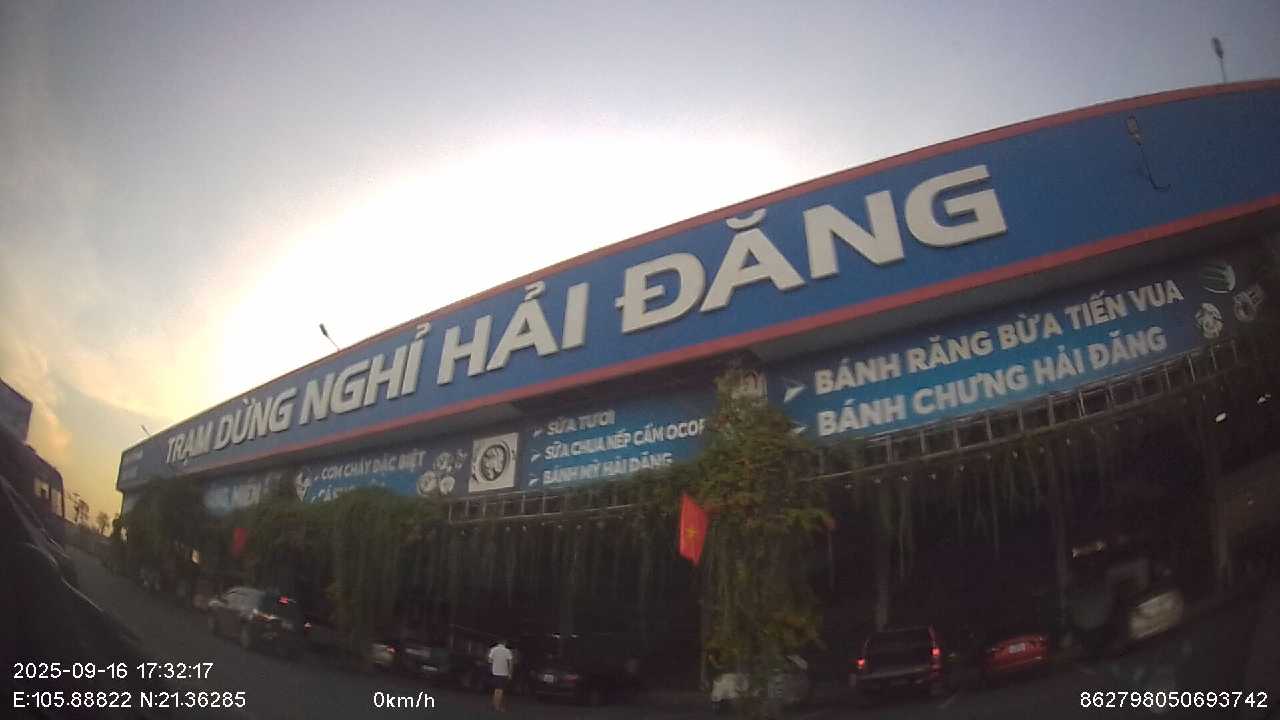 TRẠM DỪNG NGHỈ HẢI ĐĂNG
BÁNH RĂNG BỪA TIẾN VUA
BÁNH CHƯNG HẢI ĐĂNG
SỮA TƯƠI
SỮA CHUA NẾP CẨM OCOP
BÁNH MỲ HẢI ĐĂNG
CƠM CHÁY ĐẶC BIỆT
2025-09-16 17:32:17
E:105.88822 N:21.36285
0km/h
862798050693742